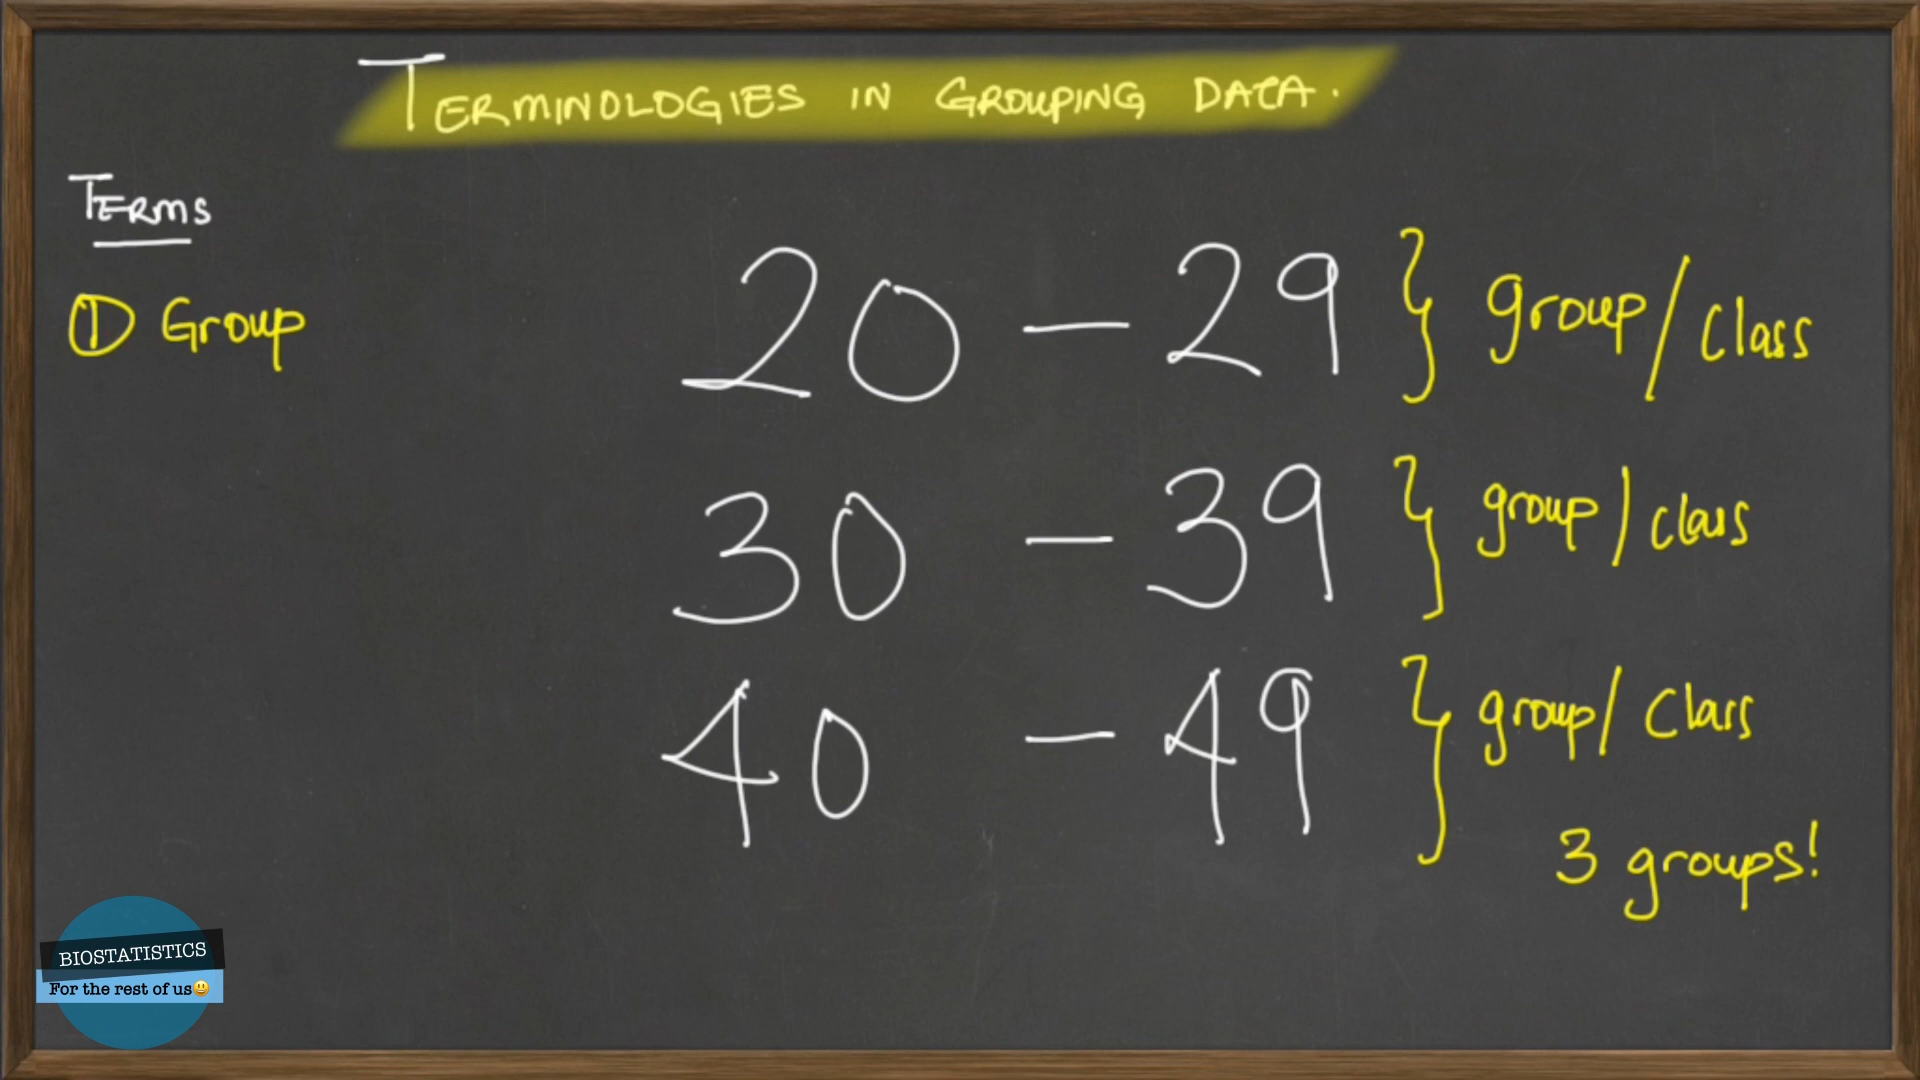 TERMINOLOGIES IN GROUPING DATA.
TERMS
① Group
20 – 29 } group/class
30 – 39 } group/class
40 – 49 } group/class
3 groups!
BIOSTATISTICS
For the rest of us😃